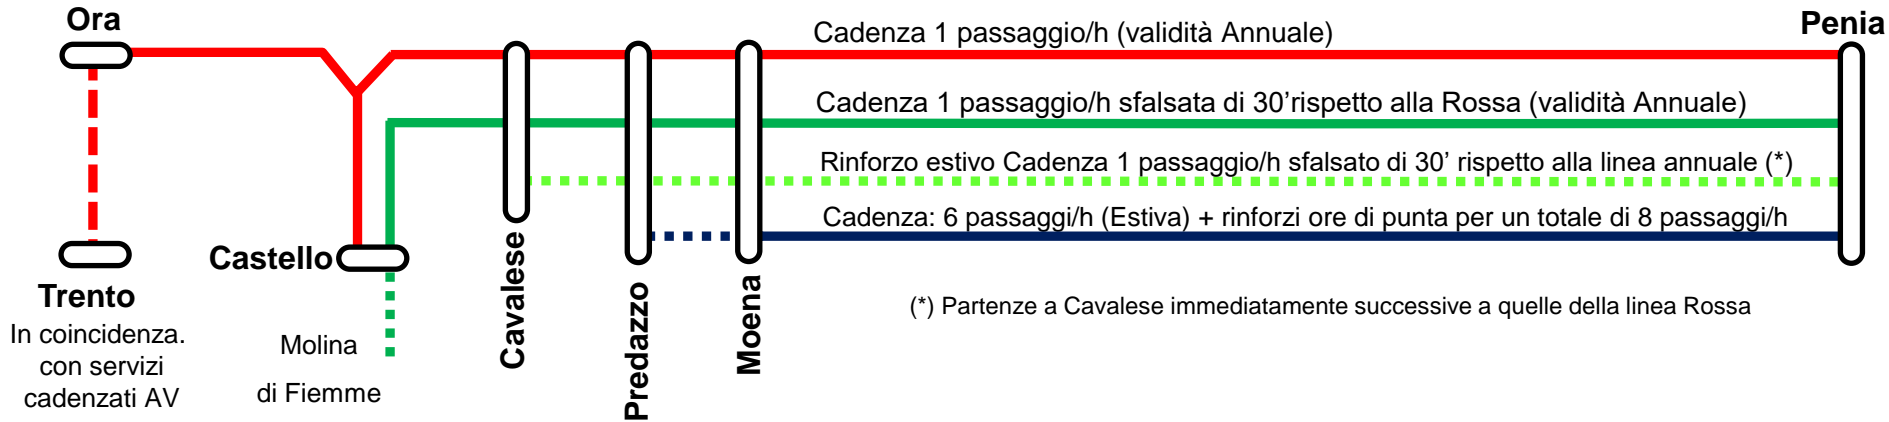 Ora
Penia
Cadenza 1 passaggio/h (validità Annuale)
Cadenza 1 passaggio/h sfalsata di 30'rispetto alla Rossa (validità Annuale)
Rinforzo estivo Cadenza 1 passaggio/h sfalsato di 30’ rispetto alla linea annuale (*)
Cadenza: 6 passaggi/h (Estiva) + rinforzi ore di punta per un totale di 8 passaggi/h
Castello
Trento
In coincidenza.
con servizi
cadenzati AV
Molina
di Fiemme
Cavalese
Predazzo
Moena
(*) Partenze a Cavalese immediatamente successive a quelle della linea Rossa